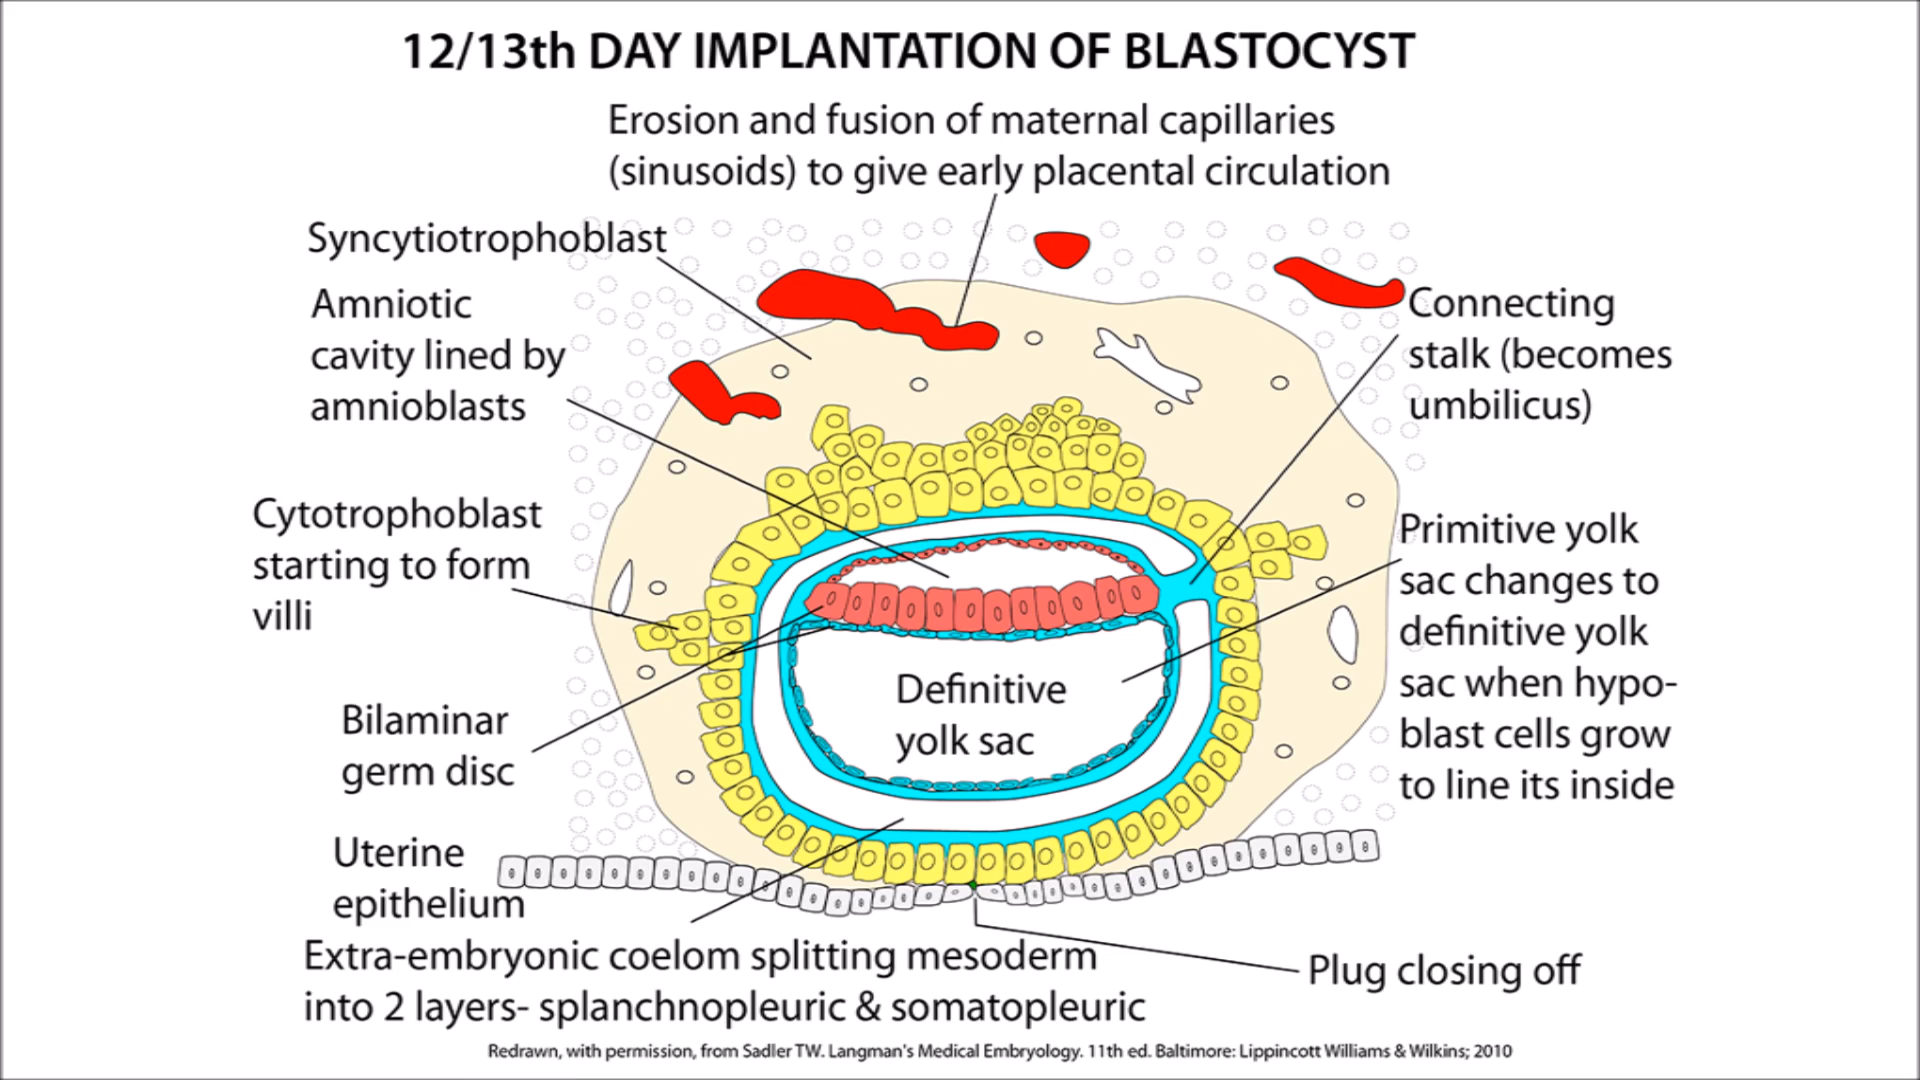 12/13th DAY IMPLANTATION OF BLASTOCYST
Erosion and fusion of maternal capillaries
(sinusoids) to give early placental circulation
Syncytiotrophoblast
Amniotic
cavity lined by
amnioblasts
Connecting
stalk (becomes
umbilicus)
Cytotrophoblast
starting to form
villi
Primitive yolk
sac changes to
definitive yolk
sac when hypo-
blast cells grow
to line its inside
Definitive
yolk sac
Bilaminar
germ disc
Uterine
epithelium
Extra-embryonic coelom splitting mesoderm
into 2 layers- splanchnopleuric & somatopleuric
Plug closing off
Redrawn, with permission, from Sadler TW. Langman's Medical Embryology. 11th ed. Baltimore: Lippincott Williams & Wilkins; 2010